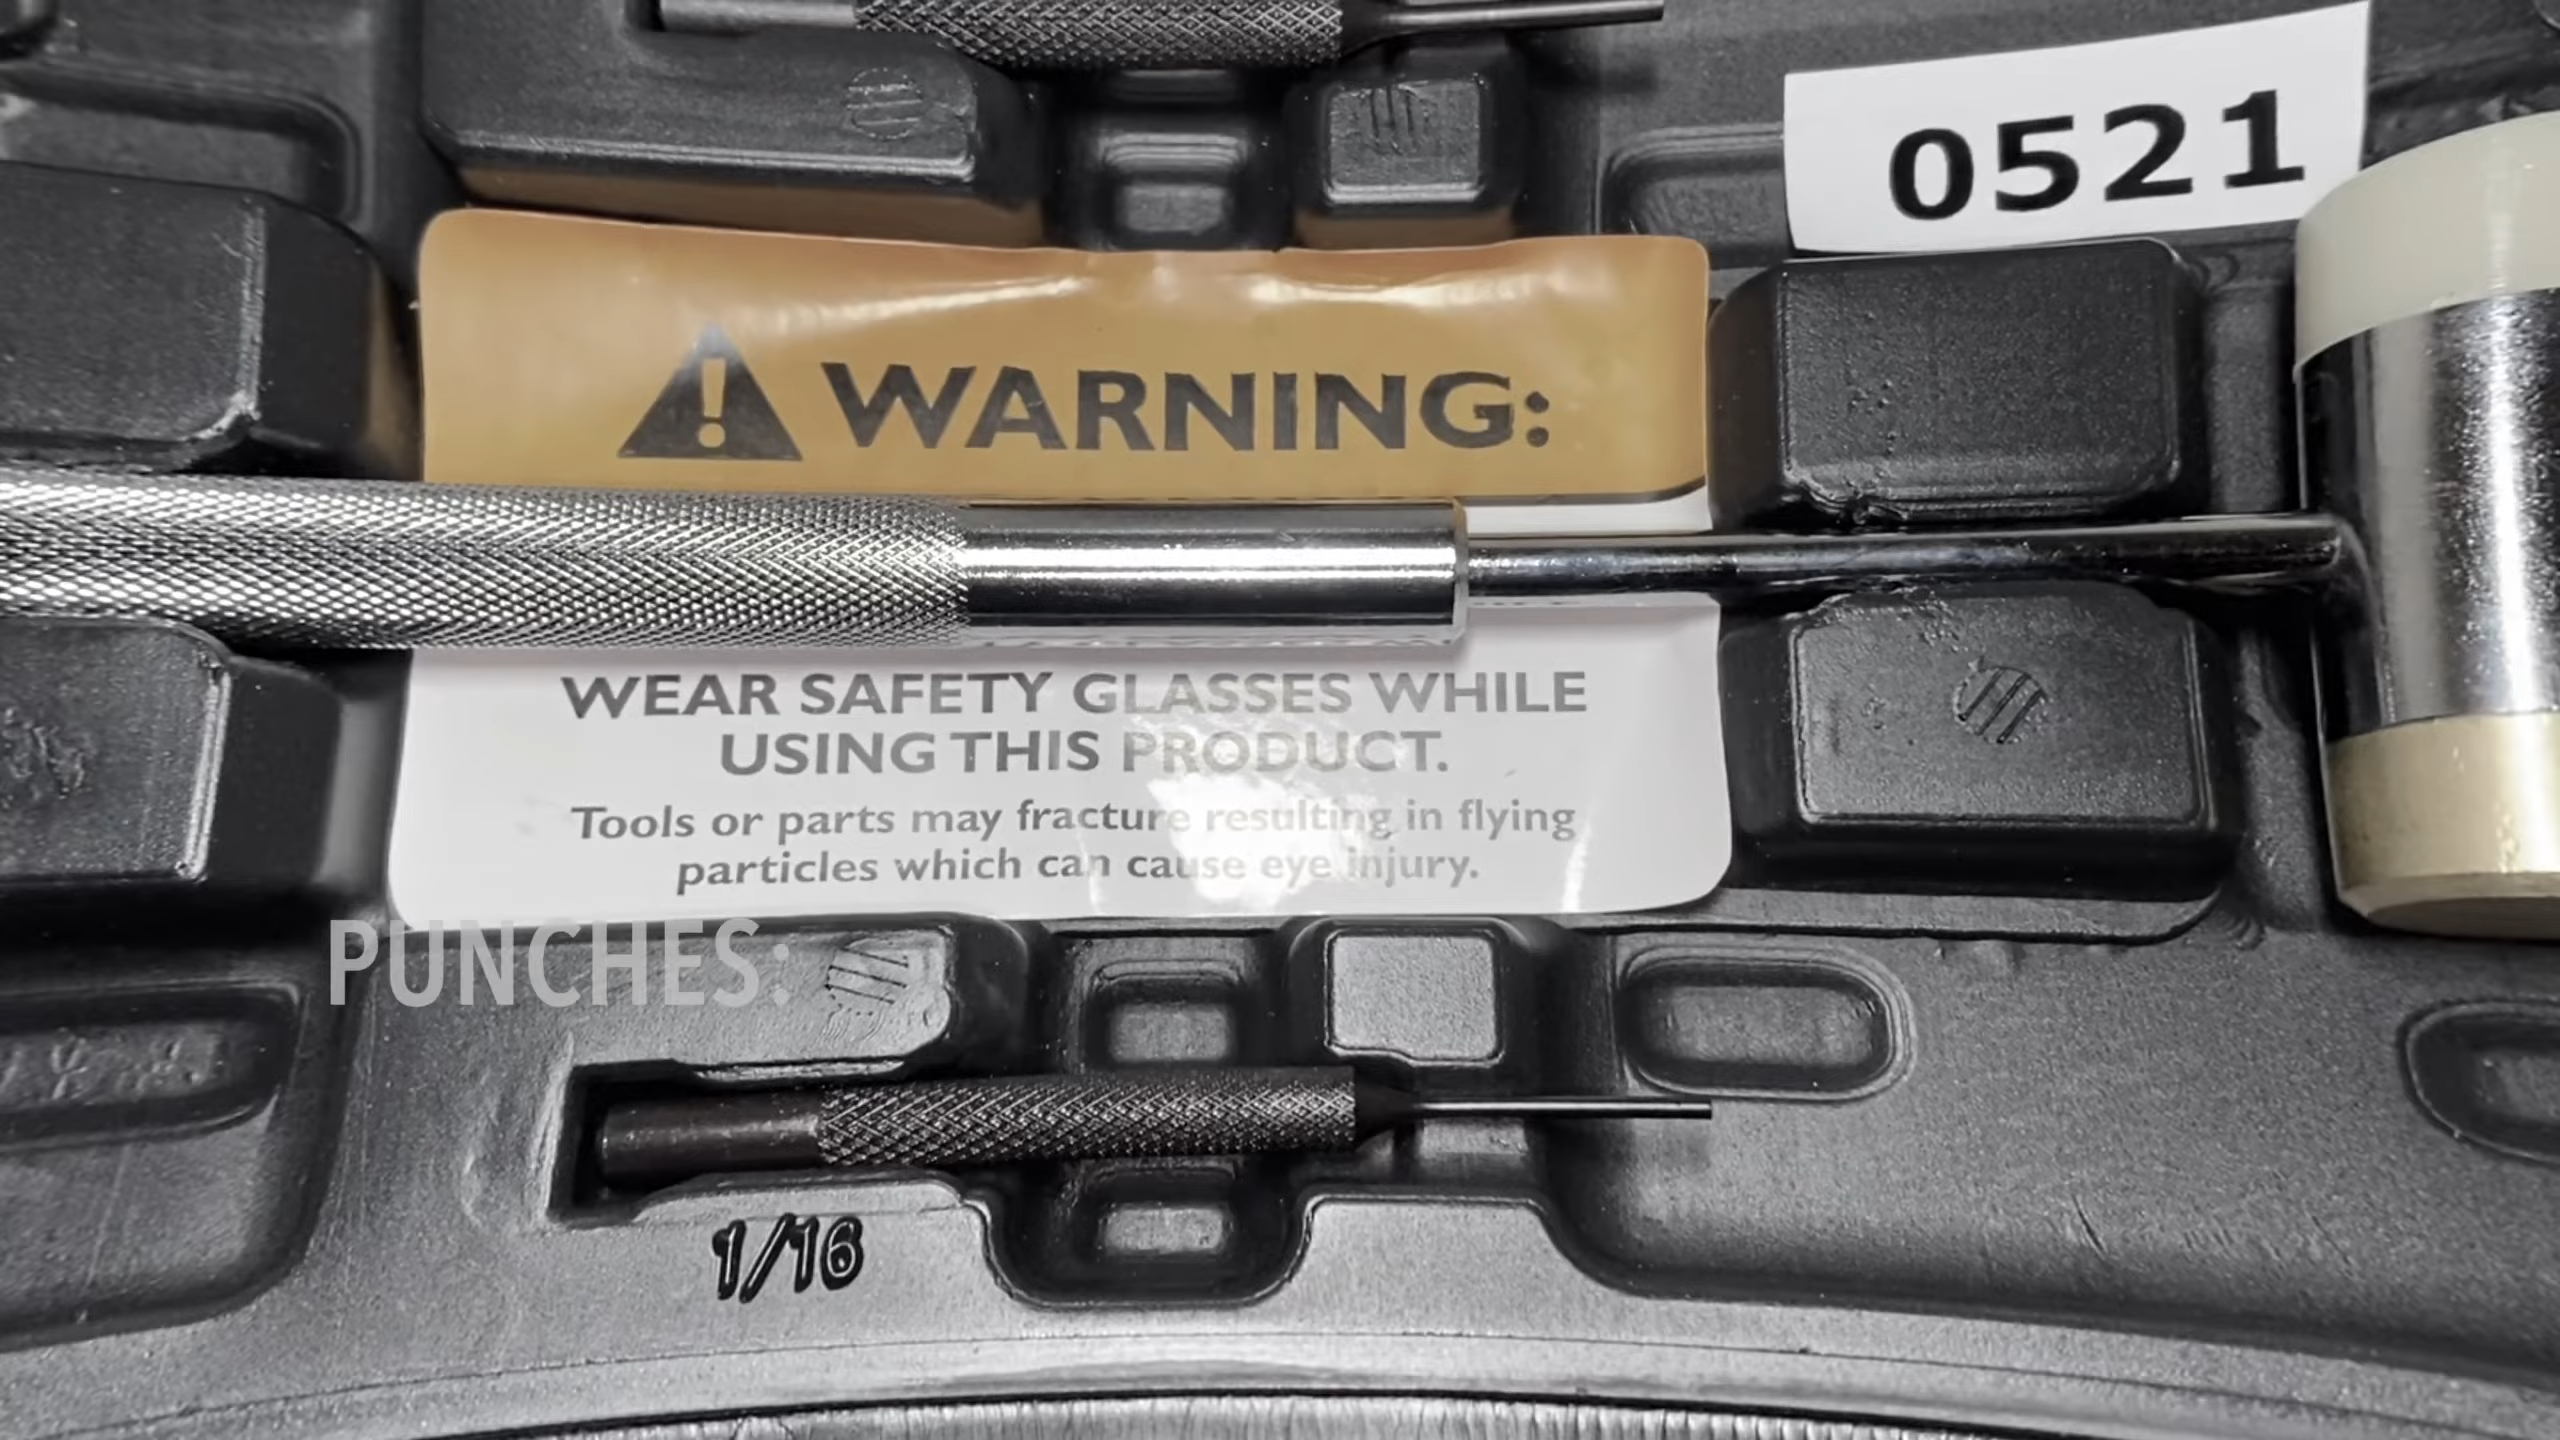 0521
WARNING:
WEAR SAFETY GLASSES WHILE
USING THIS PRODUCT.
Tools or parts may fracture resulting in flying
particles which can cause eye injury.
PUNCHES:
1/16